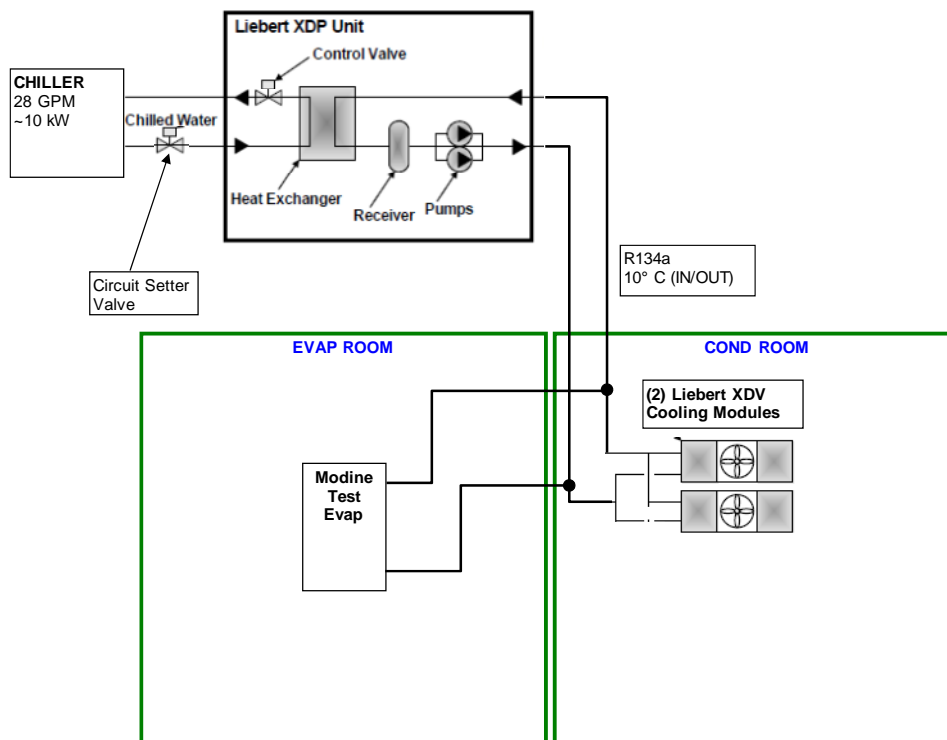 Liebert XDP Unit
Control Valve
CHILLER
28 GPM
~10 kW
Chilled Water
Heat Exchanger
Receiver
Pumps
Circuit Setter
Valve
R134a
10° C (IN/OUT)
EVAP ROOM
COND ROOM
(2) Liebert XDV
Cooling Modules
Modine
Test
Evap